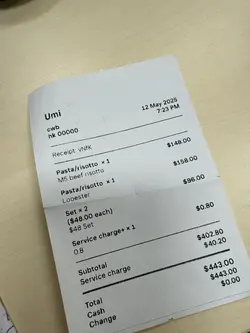 Umi
cwb
hk 00000
12 May 2025
7:23 PM
Receipt
Pasta/risotto × 1 $148.00
M5 beef risotto
Pasta/risotto × 1 $158.00
Lobester
Set × 2 $96.00
($48.00 each)
$48 Set
Service charge+ × 1 $0.80
0.8
Subtotal $402.80
Service charge $40.20
Total $443.00
Cash $443.00
Change $0.00